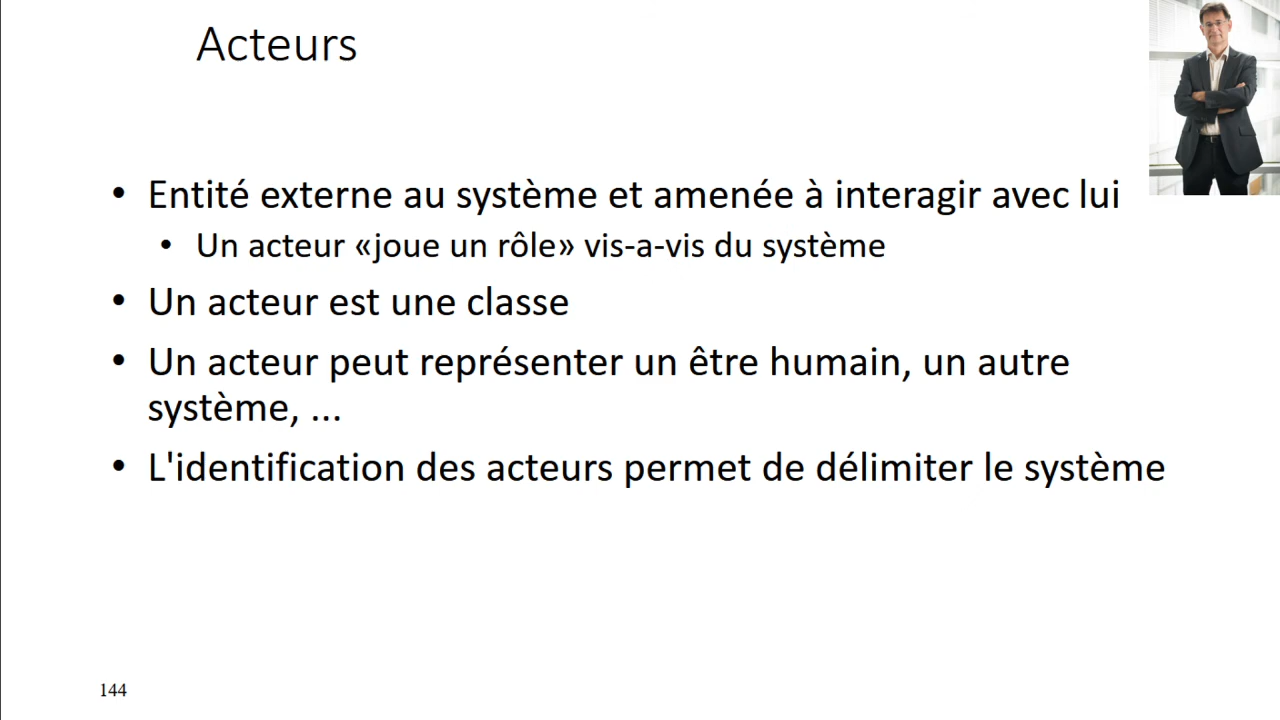 Acteurs
• Entité externe au système et amenée à interagir avec lui
• Un acteur «joue un rôle» vis-a-vis du système
• Un acteur est une classe
• Un acteur peut représenter un être humain, un autre
système, ...
• L'identification des acteurs permet de délimiter le système
144